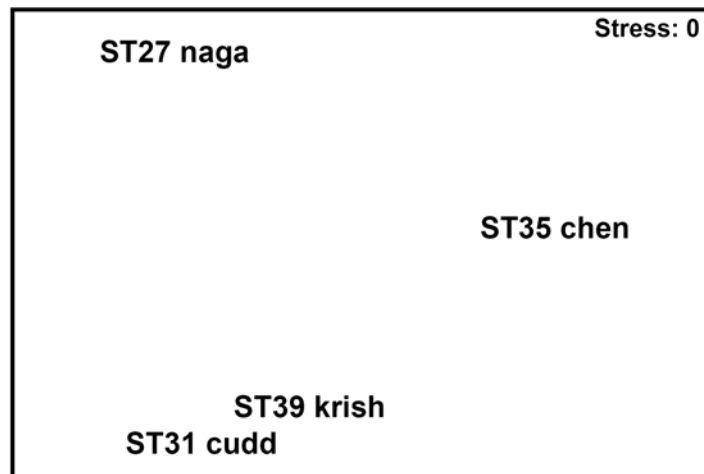 Stress: 0
ST27 naga
ST35 chen
ST39 krish
ST31 cudd